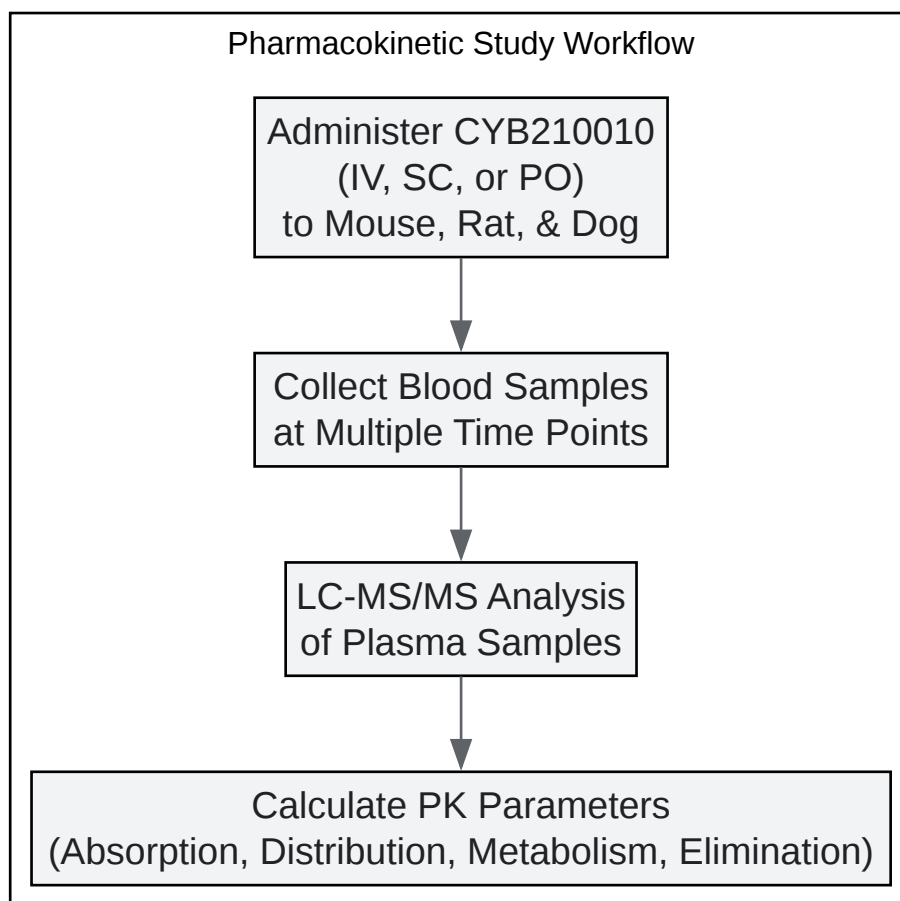 Pharmacokinetic Study Workflow
Administer CYB210010
(IV, SC, or PO)
to Mouse, Rat, & Dog
Collect Blood Samples
at Multiple Time Points
LC-MS/MS Analysis
of Plasma Samples
Calculate PK Parameters
(Absorption, Distribution, Metabolism, Elimination)